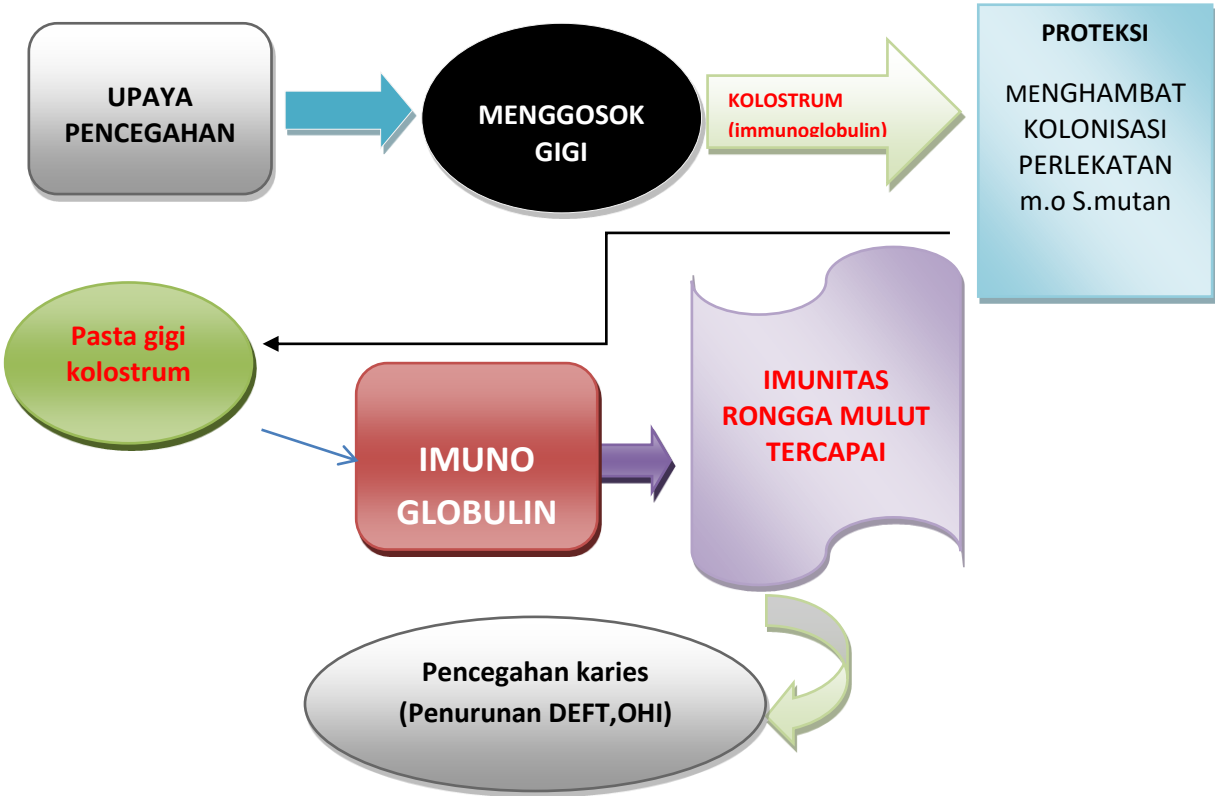 UPAYA
PENCEGAHAN
MENGGOSOK
GIGI
KOLOSTRUM
(immunoglobulin)
PROTEKSI
MENGHAMBAT
KOLONISASI
PERLEKATAN
m.o S.mutan
Pasta gigi
kolostrum
IMUNO
GLOBULIN
IMUNITAS
RONGGA MULUT
TERCAPAI
Pencegahan karies
(Penurunan DEFT,OHI)